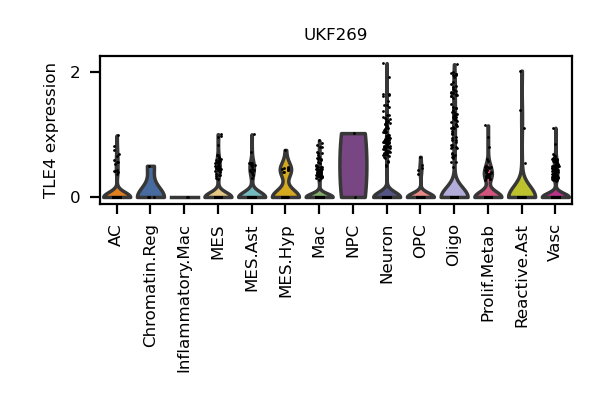 UKF269
TLE4 expression
2
0
AC
Chromatin.Reg
Inflammatory.Mac
MES
MES.Ast
MES.Hyp
Mac
NPC
Neuron
OPC
Oligo
Prolif.Metab
Reactive.Ast
Vasc